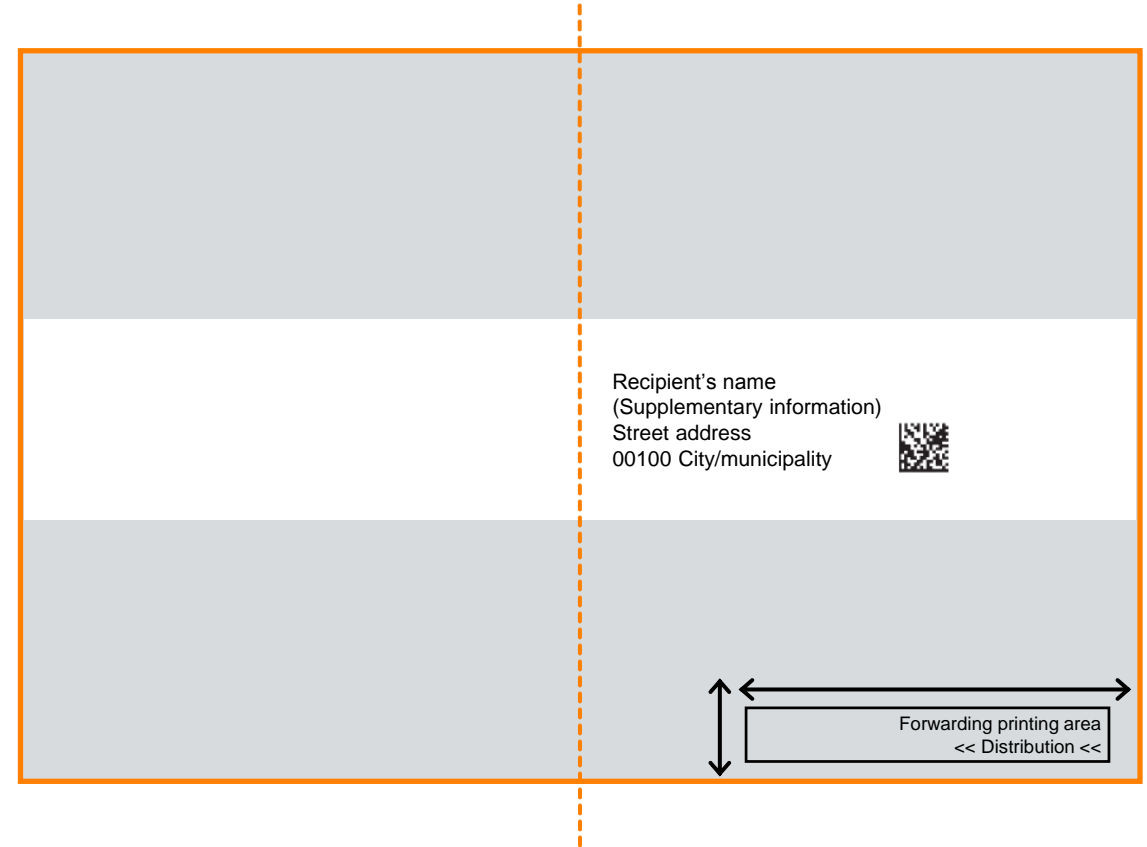 Recipient's name
(Supplementary information)
Street address
00100 City/municipality
Forwarding printing area
<< Distribution <<